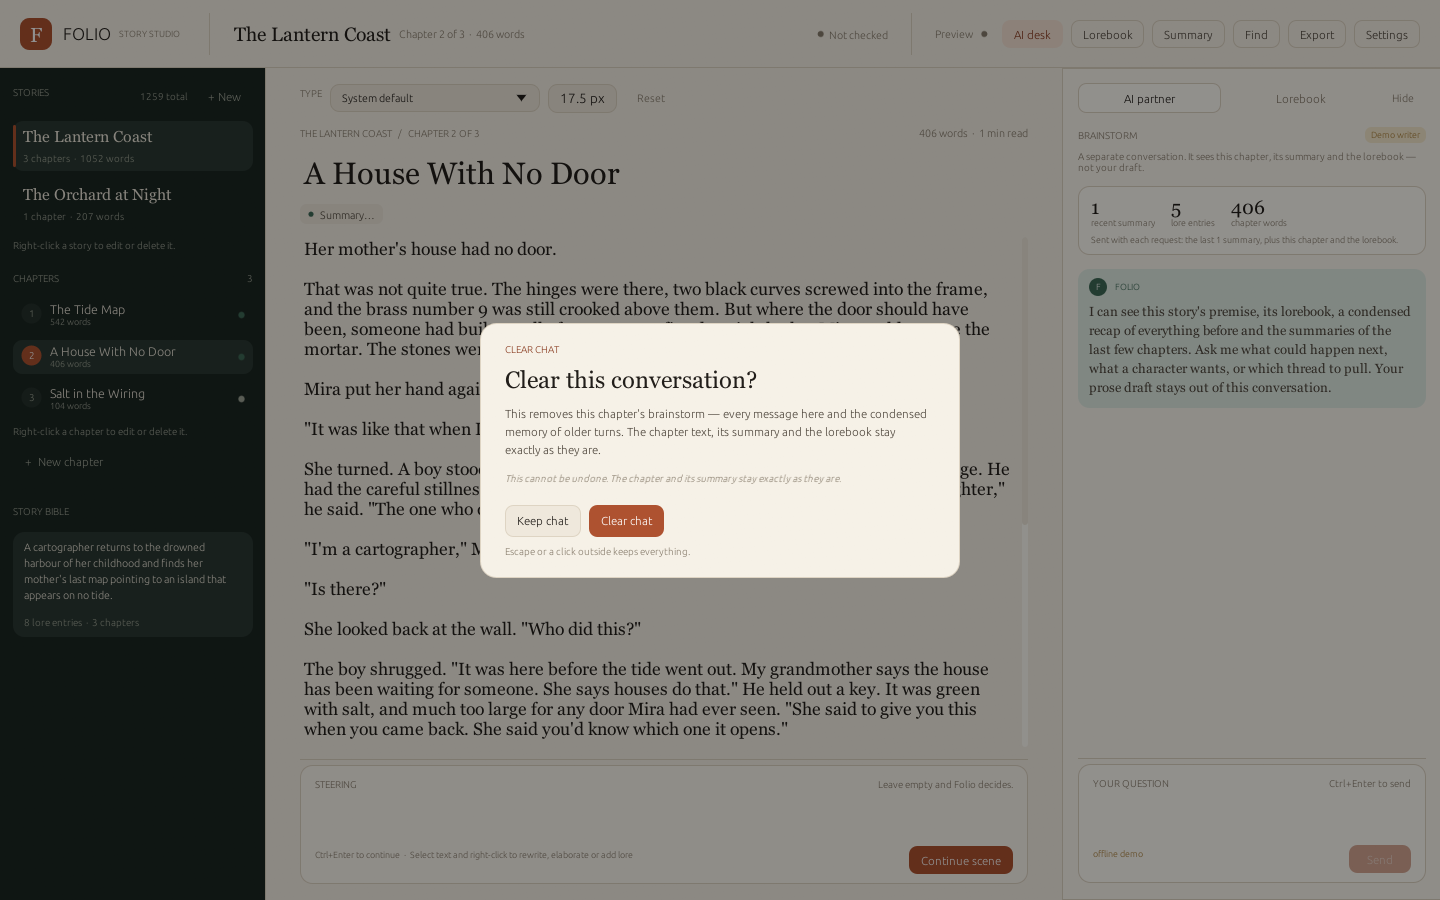 F FOLIO STORY STUDIO
The Lantern Coast Chapter 2 of 3 · 406 words
Not checked
Preview
AI desk
Lorebook
Summary
Find
Export
Settings
STORIES
1259 total
+ New
The Lantern Coast
3 chapters · 1052 words
The Orchard at Night
1 chapter · 207 words
Right-click a story to edit or delete it.
CHAPTERS 3
1 The Tide Map
542 words
2 A House With No Door
406 words
3 Salt in the Wiring
104 words
Right-click a chapter to edit or delete it.
+ New chapter
STORY BIBLE
A cartographer returns to the drowned
harbour of her childhood and finds her
mother's last map pointing to an island that
appears on no tide.
8 lore entries · 3 chapters
TYPE
System default
17.5 px
Reset
THE LANTERN COAST / CHAPTER 2 OF 3
406 words · 1 min read
A House With No Door
Summary...
Her mother's house had no door.
That was not quite true. The hinges were there, two black curves screwed into the frame,
and the brass number 9 was still crooked above them. But where the door should have
been, someone had
the
mortar. The stones
Mira put her hand
"It was like that when
She turned. A boy
ge. He
had the careful
he said. "The one who
"I'm a cartographer,"
"Is there?"
She looked back at the wall. "Who did this?"
The boy shrugged. "It was here before the tide went out. My grandmother says the house
has been waiting for someone. She says houses do that." He held out a key. It was green
with salt, and much too large for any door Mira had ever seen. "She said to give you this
when you came back. She said you'd know which one it opens."
CLEAR CHAT
Clear this conversation?
This removes this chapter's brainstorm — every message here and the condensed
memory of older turns. The chapter text, its summary and the lorebook stay
exactly as they are.
This cannot be undone. The chapter and its summary stay exactly as they are.
Keep chat
Clear chat
Escape or a click outside keeps everything.
STEERING
Leave empty and Folio decides.
Ctrl+Enter to continue · Select text and right-click to rewrite, elaborate or add lore
Continue scene
AI partner
Lorebook
Hide
BRAINSTORM
Demo writer
A separate conversation. It sees this chapter, its summary and the lorebook —
not your draft.
1 5 406
recent summary lore entries chapter words
Sent with each request: the last 1 summary, plus this chapter and the lorebook.
F FOLIO
I can see this story's premise, its lorebook, a condensed
recap of everything before and the summaries of the
last few chapters. Ask me what could happen next,
what a character wants, or which thread to pull. Your
prose draft stays out of this conversation.
YOUR QUESTION
Ctrl+Enter to send
offline demo
Send